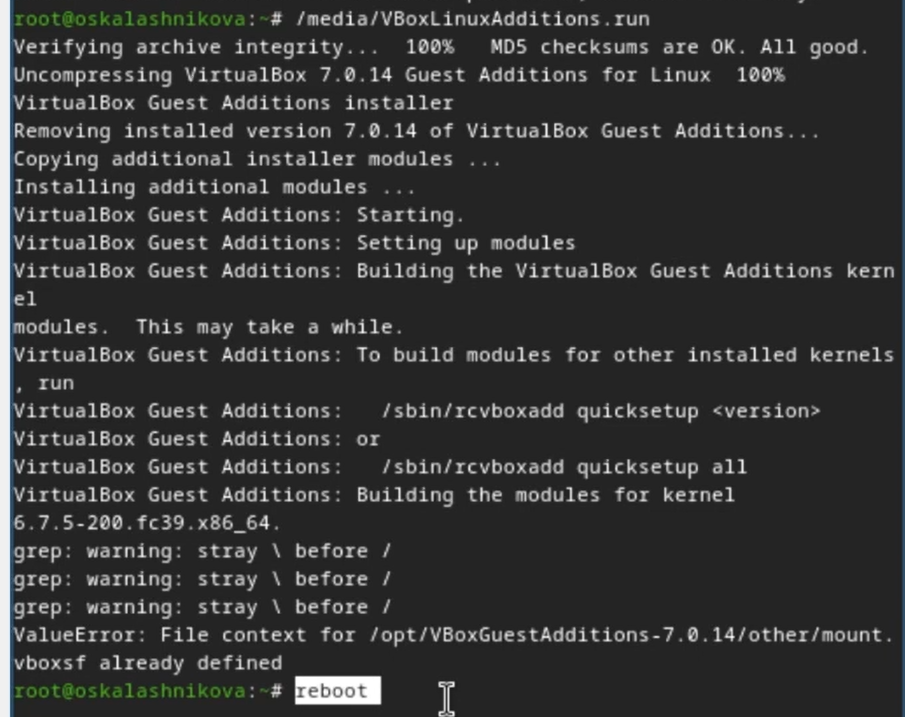 root@oskalashnikova:~# /media/VBoxLinuxAdditions.run
Verifying archive integrity...  100%   MD5 checksums are OK. All good.
Uncompressing VirtualBox 7.0.14 Guest Additions for Linux  100%
VirtualBox Guest Additions installer
Removing installed version 7.0.14 of VirtualBox Guest Additions...
Copying additional installer modules ...
Installing additional modules ...
VirtualBox Guest Additions: Starting.
VirtualBox Guest Additions: Setting up modules
VirtualBox Guest Additions: Building the VirtualBox Guest Additions kern
el
modules.  This may take a while.
VirtualBox Guest Additions: To build modules for other installed kernels
, run
VirtualBox Guest Additions:   /sbin/rcvboxadd quicksetup <version>
VirtualBox Guest Additions: or
VirtualBox Guest Additions:   /sbin/rcvboxadd quicksetup all
VirtualBox Guest Additions: Building the modules for kernel
6.7.5-200.fc39.x86_64.
grep: warning: stray \ before /
grep: warning: stray \ before /
grep: warning: stray \ before /
ValueError: File context for /opt/VBoxGuestAdditions-7.0.14/other/mount.
vboxsf already defined
root@oskalashnikova:~# reboot